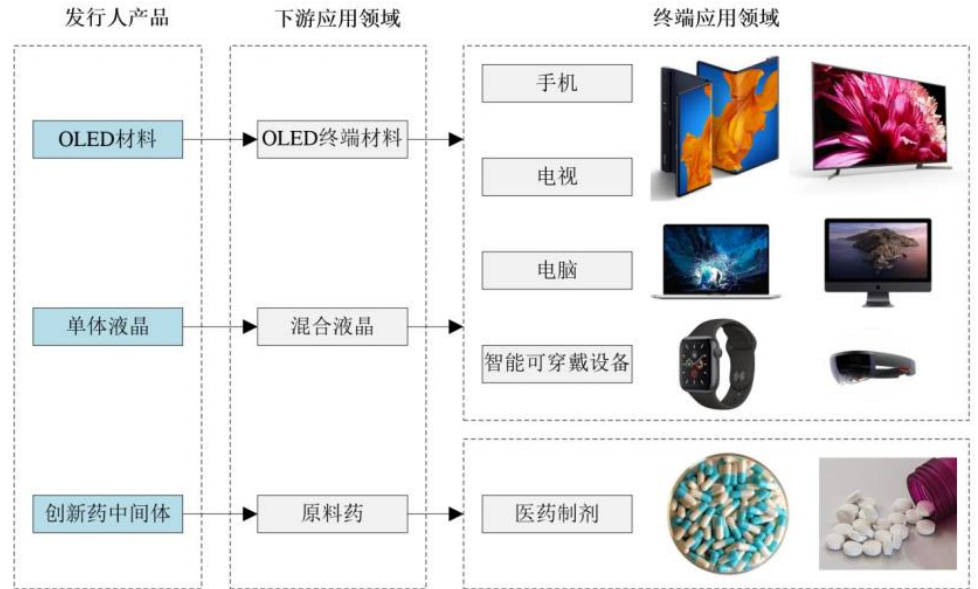 发行人产品
下游应用领域
终端应用领域
手机
OLED材料
OLED终端材料
电视
电脑
单体液晶
混合液晶
智能可穿戴设备
创新药中间体
原料药
医药制剂